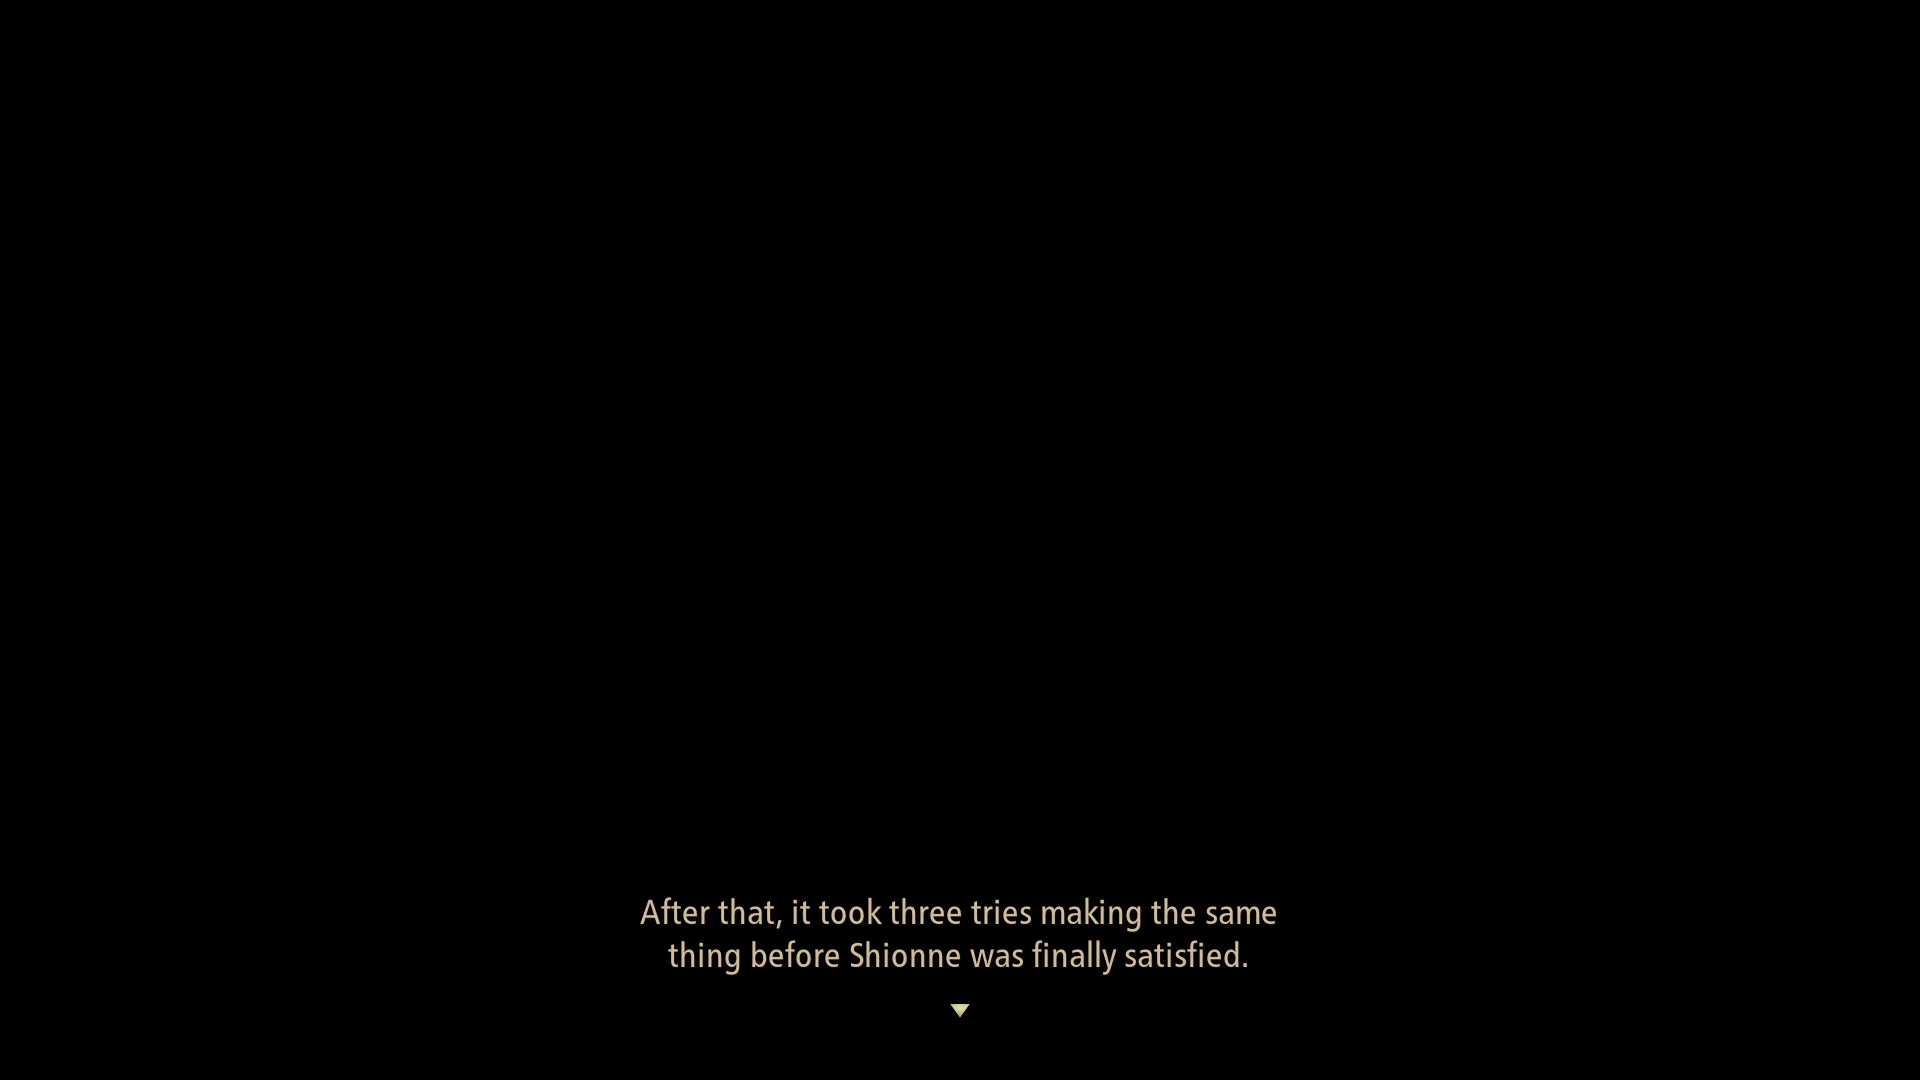 After that, it took three tries making the same
thing before Shionne was finally satisfied.